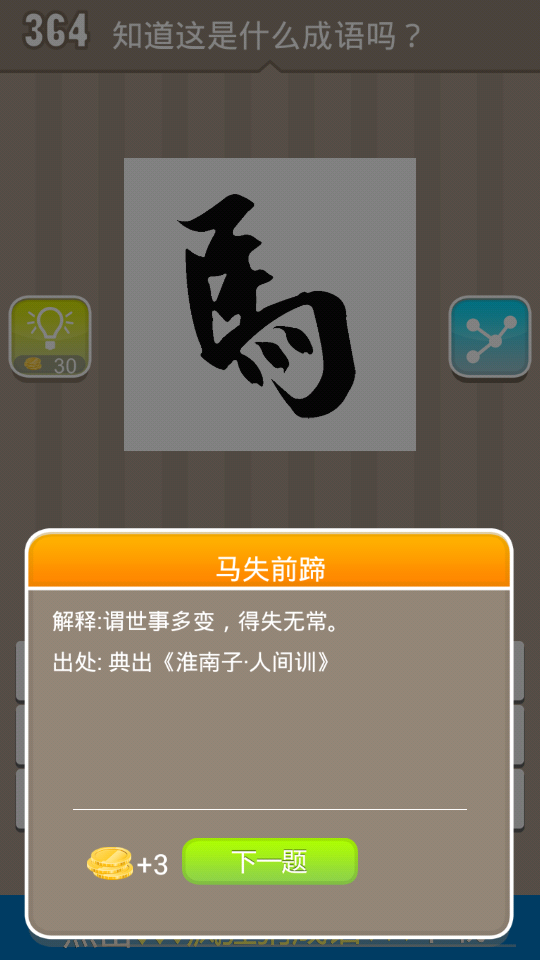 364 知道这是什么成语吗？
馬
30
马失前蹄
解释:谓世事多变，得失无常。
出处: 典出《淮南子·人间训》
+3 下一题